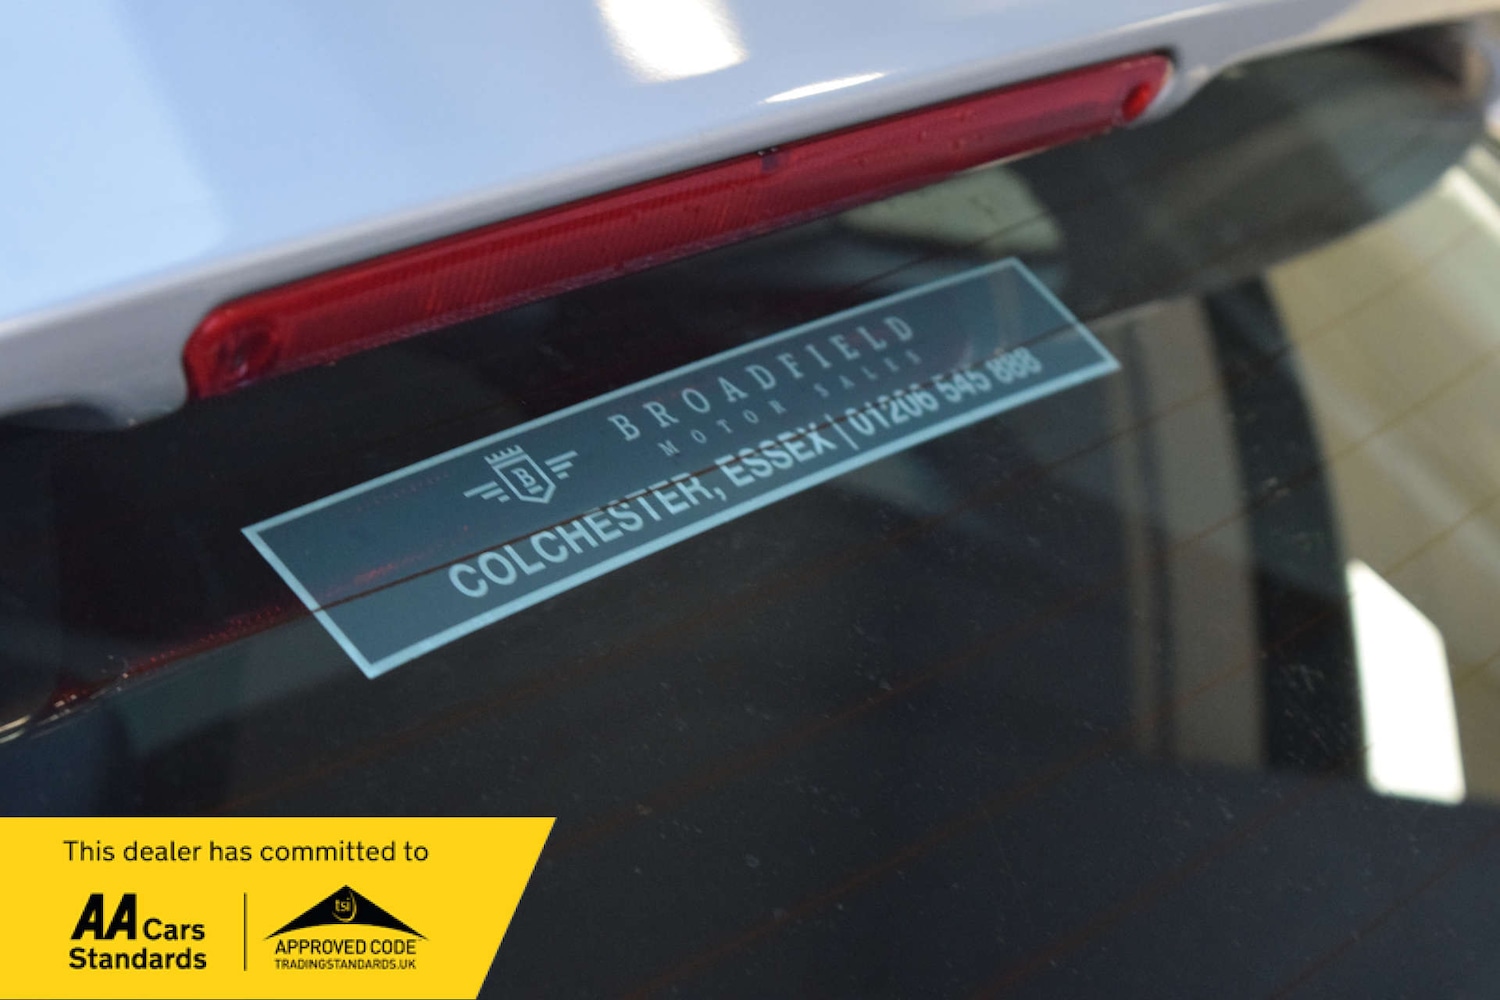 B
BROADFIELD
MOTOR SALES
COLCHESTER, ESSEX | 01206 545 888
This dealer has committed to
AA Cars
Standards
tsi
APPROVED CODE
TRADINGSTANDARDS.UK